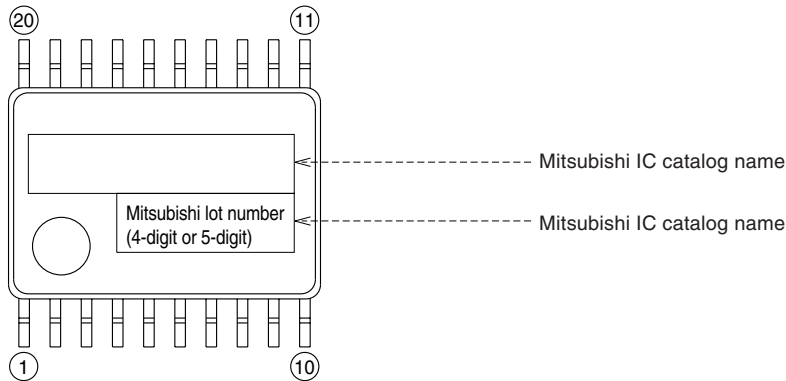 20 11
Mitsubishi IC catalog name
Mitsubishi lot number
(4-digit or 5-digit)
Mitsubishi IC catalog name
1 10